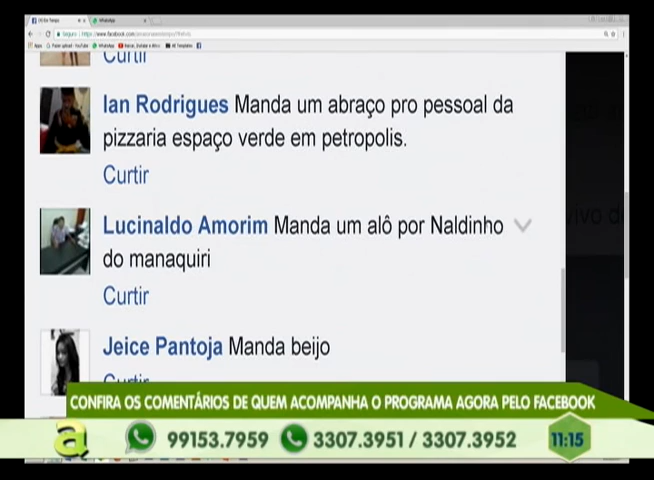 WhatsApp
Curtir
Ian Rodrigues Manda um abraço pro pessoal da
pizzaria espaço verde em petropolis.
Curtir
Lucinaldo Amorim Manda um alô por Naldinho
do manaquiri
Curtir
Jeice Pantoja Manda beijo
Curtir
CONFIRA OS COMENTÁRIOS DE QUEM ACOMPANHA O PROGRAMA AGORA PELO FACEBOOK
a 99153.7959 3307.3951 / 3307.3952 11:15